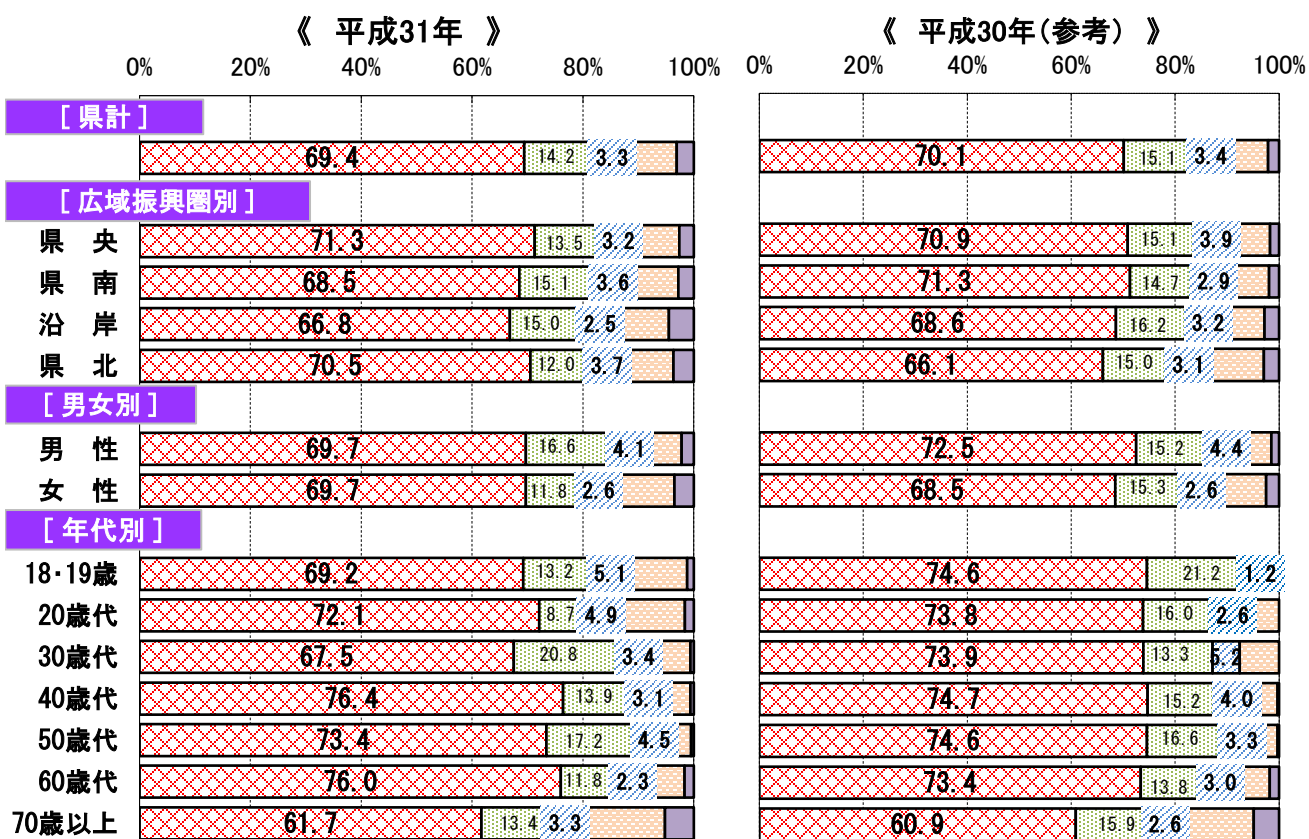 《 平成31年 》 《 平成30年(参考) 》
0% 20% 40% 60% 80% 100% 0% 20% 40% 60% 80% 100%
[ 県計 ]
69.4 14.2 3.3 70.1 15.1 3.4
[ 広域振興圏別 ]
県 央 71.3 13.5 3.2 70.9 15.1 3.9
県 南 68.5 15.1 3.6 71.3 14.7 2.9
沿 岸 66.8 15.0 2.5 68.6 16.2 3.2
県 北 70.5 12.0 3.7 66.1 15.0 3.1
[ 男女別 ]
男 性 69.7 16.6 4.1 72.5 15.2 4.4
女 性 69.7 11.8 2.6 68.5 15.3 2.6
[ 年代別 ]
18・19歳 69.2 13.2 5.1 74.6 21.2 1.2
20歳代 72.1 8.7 4.9 73.8 16.0 2.6
30歳代 67.5 20.8 3.4 73.9 13.3 5.2
40歳代 76.4 13.9 3.1 74.7 15.2 4.0
50歳代 73.4 17.2 4.5 74.6 16.6 3.3
60歳代 76.0 11.8 2.3 73.4 13.8 3.0
70歳以上 61.7 13.4 3.3 60.9 15.9 2.6